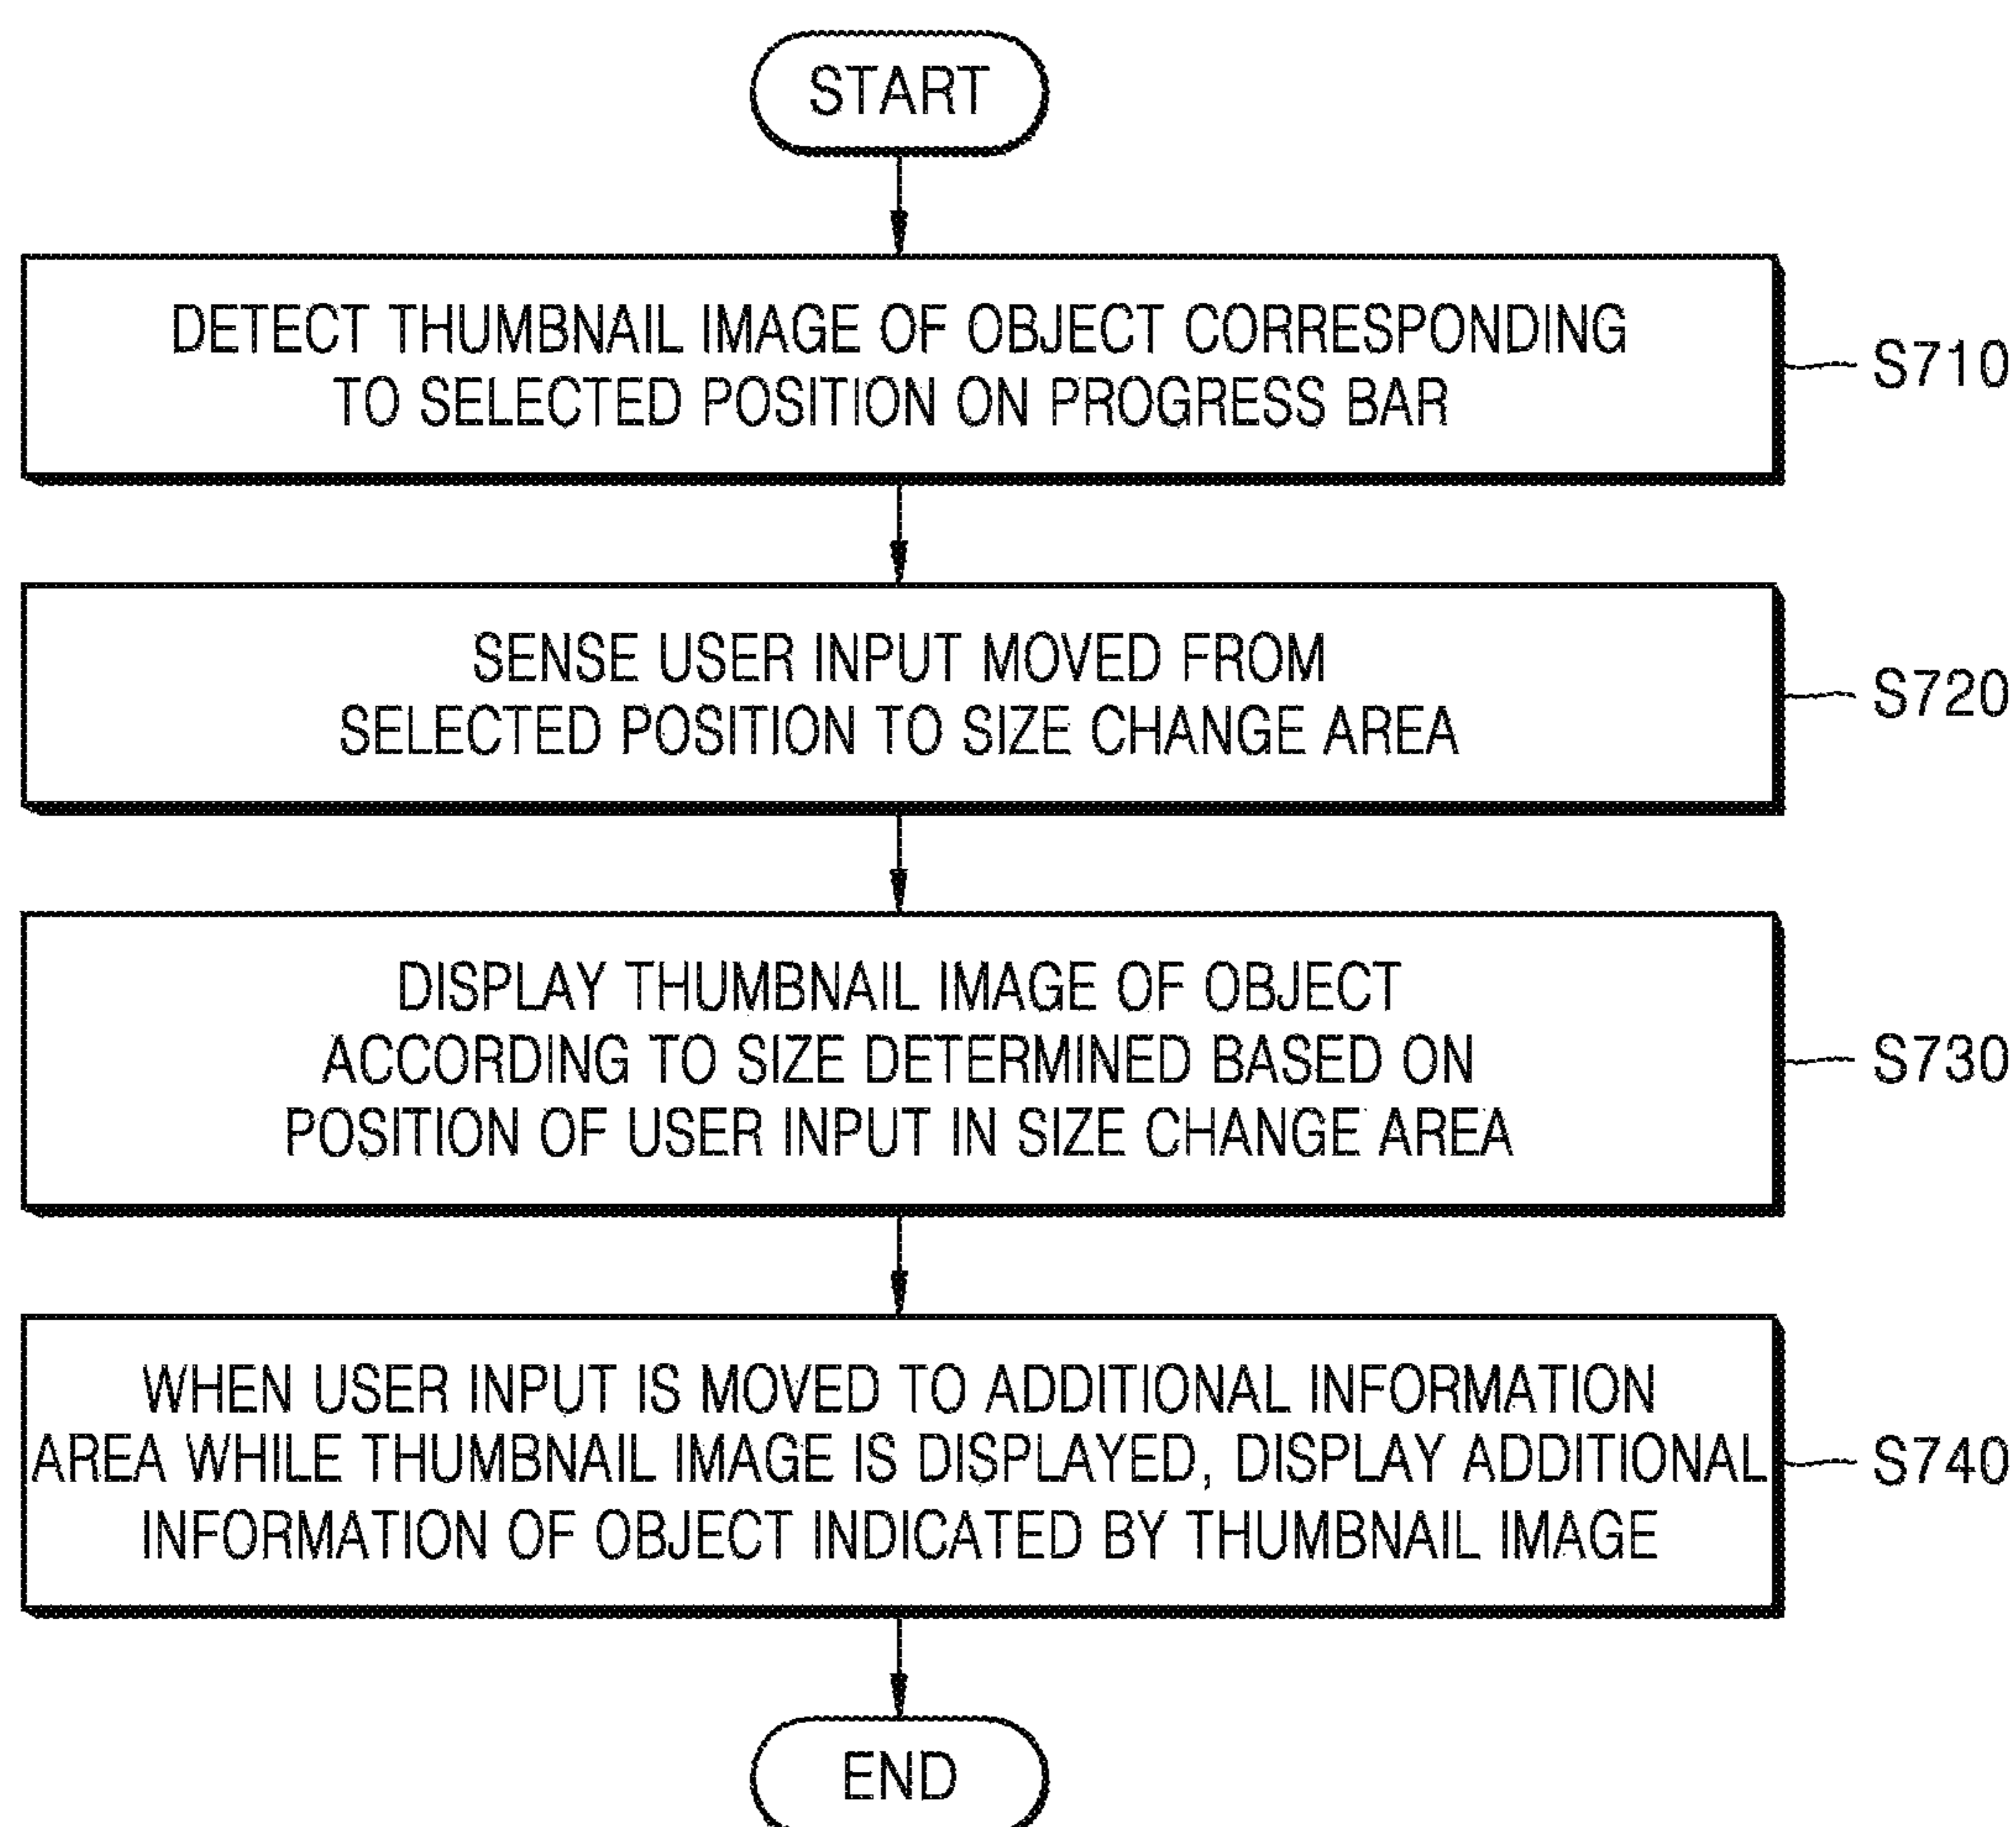 START
DETECT THUMBNAIL IMAGE OF OBJECT CORRESPONDING
TO SELECTED POSITION ON PROGRESS BAR
S710
SENSE USER INPUT MOVED FROM
SELECTED POSITION TO SIZE CHANGE AREA
S720
DISPLAY THUMBNAIL IMAGE OF OBJECT
ACCORDING TO SIZE DETERMINED BASED ON
POSITION OF USER INPUT IN SIZE CHANGE AREA
S730
WHEN USER INPUT IS MOVED TO ADDITIONAL INFORMATION
AREA WHILE THUMBNAIL IMAGE IS DISPLAYED, DISPLAY ADDITIONAL
INFORMATION OF OBJECT INDICATED BY THUMBNAIL IMAGE
S740
END